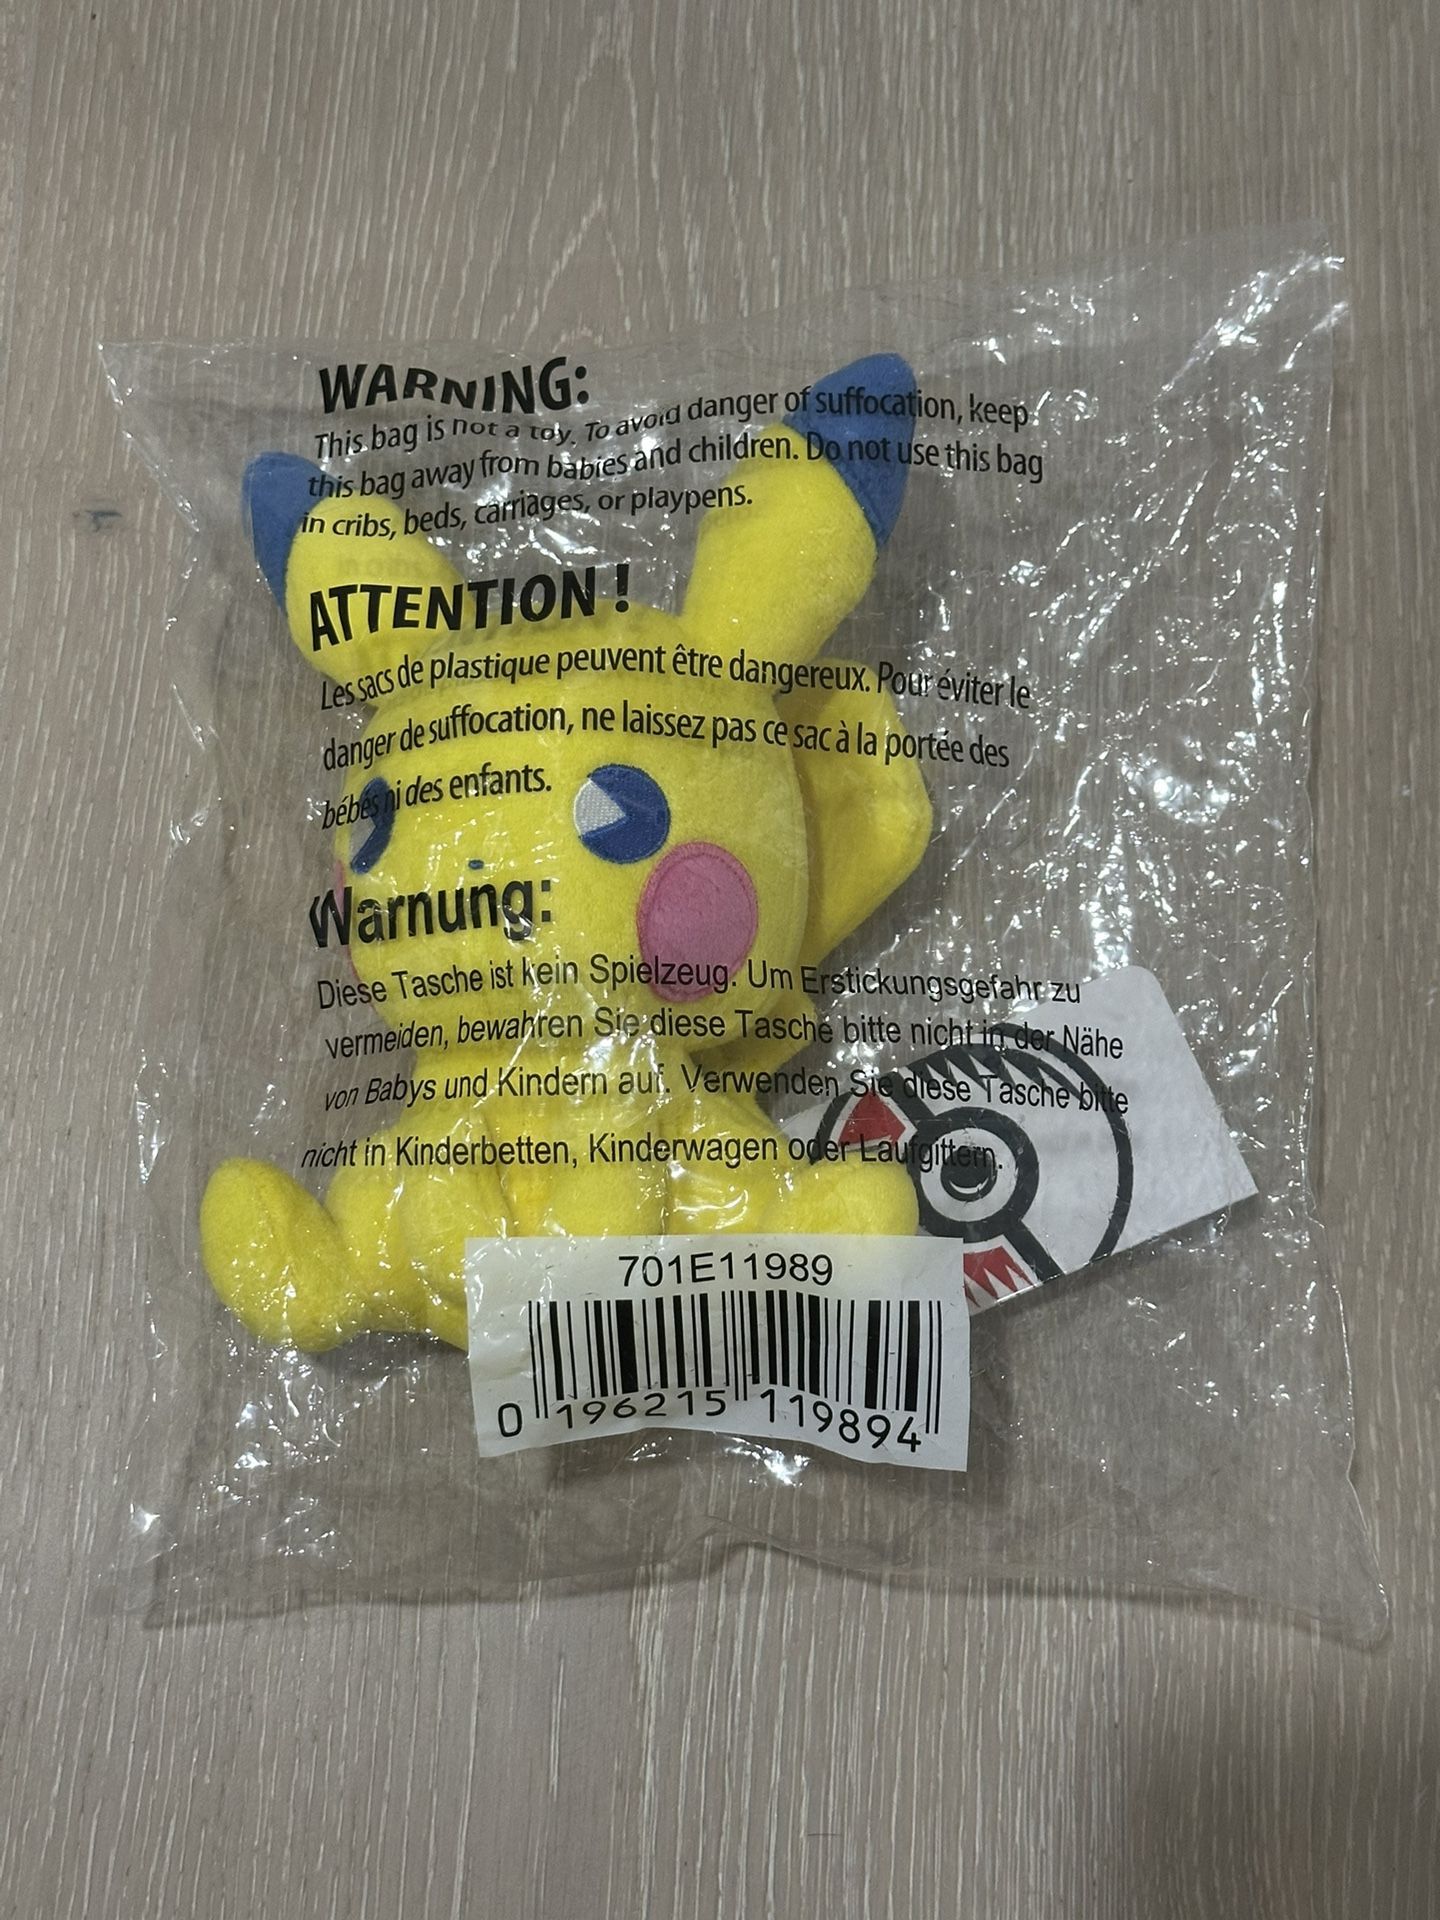 WARNING:
This bag is not a toy. To avoid danger of suffocation, keep
this bag away from babies and children. Do not use this bag
in cribs, beds, carriages, or playpens.
ATTENTION !
Les sacs de plastique peuvent être dangereux. Pour éviter le
danger de suffocation, ne laissez pas ce sac à la portée des
bébés ni des enfants.
Warnung:
Diese Tasche ist kein Spielzeug. Um Erstickungsgefahr zu
vermeiden, bewahren Sie diese Tasche bitte nicht in der Nähe
von Babys und Kindern auf. Verwenden Sie diese Tasche bitte
nicht in Kinderbetten, Kinderwagen oder Laufgittern.
701E11989
0 196215 119894